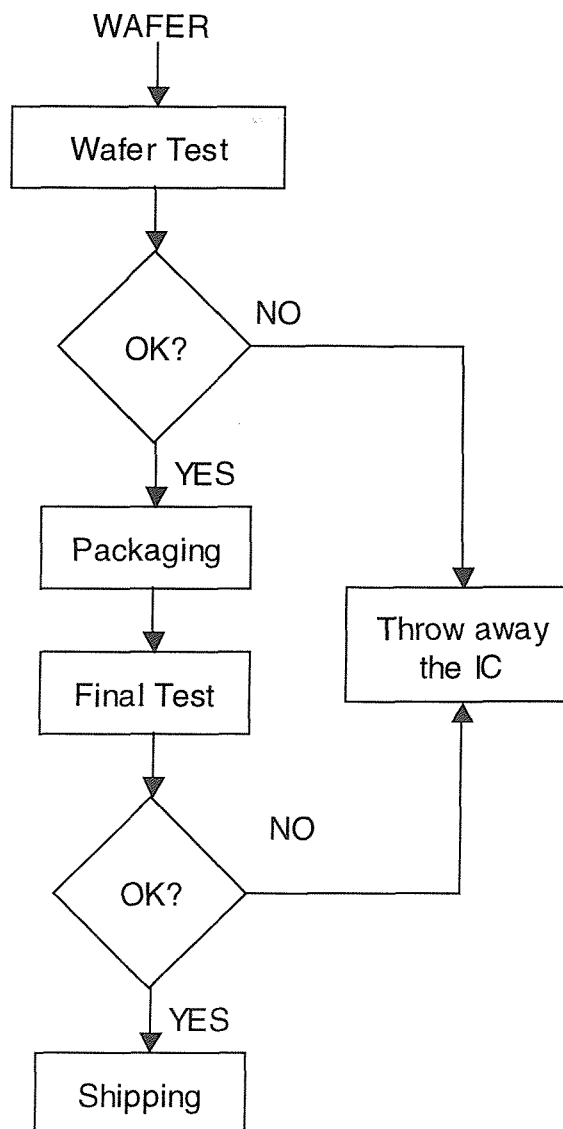 WAFER
Wafer Test
OK?
NO
YES
Packaging
Throw away
the IC
Final Test
OK?
NO
YES
Shipping